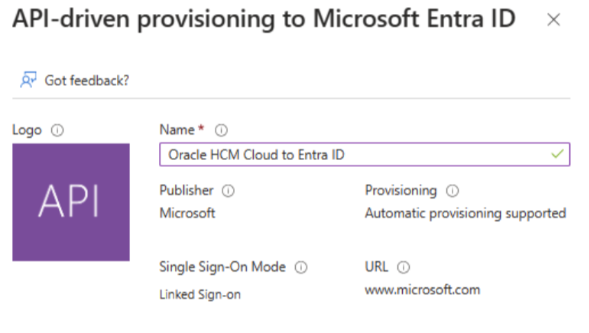 API-driven provisioning to Microsoft Entra ID
Got feedback?
Logo
Name *
API
Oracle HCM Cloud to Entra ID
Publisher
Provisioning
Microsoft
Automatic provisioning supported
Single Sign-On Mode
URL
Linked Sign-on
www.microsoft.com